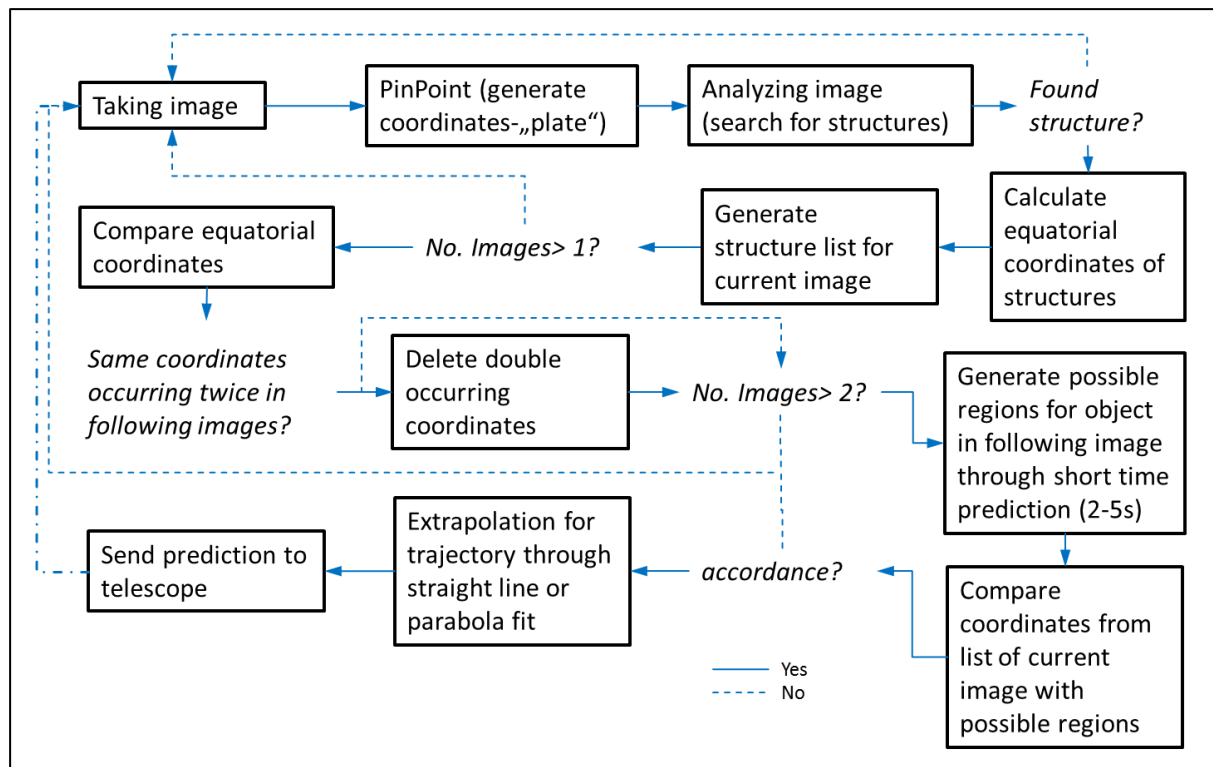 Taking image
PinPoint (generate
coordinates-„plate“)
Analyzing image
(search for structures)
Found
structure?
Calculate
equatorial
coordinates of
structures
Generate
structure list for
current image
No. Images> 1?
Compare equatorial
coordinates
Same coordinates
occurring twice in
following images?
Delete double
occurring
coordinates
No. Images> 2?
Generate possible
regions for object
in following image
through short time
prediction (2-5s)
Compare
coordinates from
list of current
image with
possible regions
accordance?
Extrapolation for
trajectory through
straight line or
parabola fit
Send prediction to
telescope
Yes
No